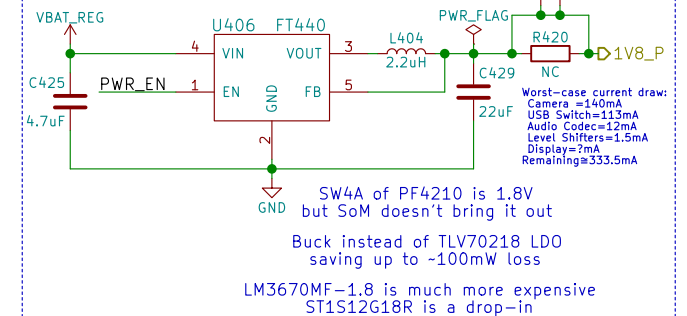 VBAT_REG
U406 FT440
PWR_FLAG
4 VIN VOUT 3
L404
2.2uH
R420
NC
1V8_P
C425
4.7uF
PWR_EN 1 EN FB 5
GND
2
C429
22uF
Worst-case current draw:
Camera =140mA
USB Switch=113mA
Audio Codec=12mA
Level Shifters=1.5mA
Display=?mA
Remaining≅333.5mA
GND
SW4A of PF4210 is 1.8V
but SoM doesn't bring it out
Buck instead of TLV70218 LDO
saving up to ~100mW loss
LM3670MF-1.8 is much more expensive
ST1S12G18R is a drop-in